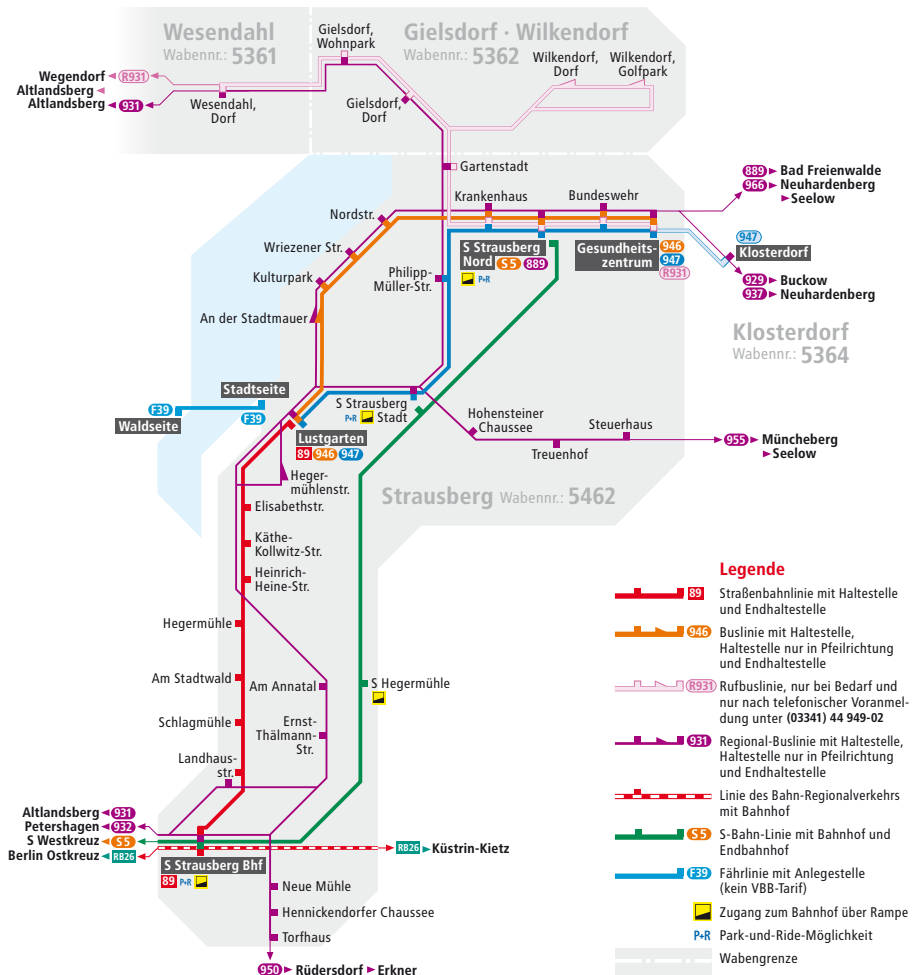 Wesendahl
Wabennr.: 5361
Gielsdorf · Wilkendorf
Wabennr.: 5362
Gielsdorf,
Wohnpark
Wilkendorf,
Dorf
Wilkendorf,
Golfpark
Wegendorf R931
Altlandsberg
Altlandsberg 931
Wesendahl,
Dorf
Gielsdorf,
Dorf
Gartenstadt
Krankenhaus
Bundeswehr
889 Bad Freienwalde
966 Neuhardenberg
Seelow
Nordstr.
Wriezener Str.
Kulturpark
An der Stadtmauer
S Strausberg
Nord S5 889
P+R
Gesundheits-
zentrum
946
947
R931
947
Klosterdorf
Philipp-
Müller-Str.
929 Buckow
937 Neuhardenberg
Klosterdorf
Wabennr.: 5364
Stadtseite
F39
F39
Waldseite
S Strausberg
P+R Stadt
Lustgarten
89 946 947
Hohensteiner
Chaussee
Steuerhaus
Treuenhof
955 Müncheberg
Seelow
Heger-
mühlenstr.
Strausberg Wabennr.: 5462
Elisabethstr.
Käthe-
Kollwitz-Str.
Heinrich-
Heine-Str.
Hegermühle
Am Stadtwald
Am Annatal
S Hegermühle
Schlagmühle
Ernst-
Thälmann-
Str.
Landhaus-
str.
Altlandsberg 931
Petershagen 932
S Westkreuz S5
Berlin Ostkreuz RB26
RB26 Küstrin-Kietz
S Strausberg Bhf
89 P+R
Neue Mühle
Hennickendorfer Chaussee
Torfhaus
950 Rüdersdorf Erkner
Legende
89 Straßenbahnlinie mit Haltestelle
und Endhaltestelle
946 Buslinie mit Haltestelle,
Haltestelle nur in Pfeilrichtung
und Endhaltestelle
R931 Rufbuslinie, nur bei Bedarf und
nur nach telefonischer Voranmel-
dung unter (03341) 44 949-02
931 Regional-Buslinie mit Haltestelle,
Haltestelle nur in Pfeilrichtung
und Endhaltestelle
Linie des Bahn-Regionalverkehrs
mit Bahnhof
S5 S-Bahn-Linie mit Bahnhof und
Endbahnhof
F39 Fährlinie mit Anlegestelle
(kein VBB-Tarif)
Zugang zum Bahnhof über Rampe
P+R Park-und-Ride-Möglichkeit
Wabengrenze